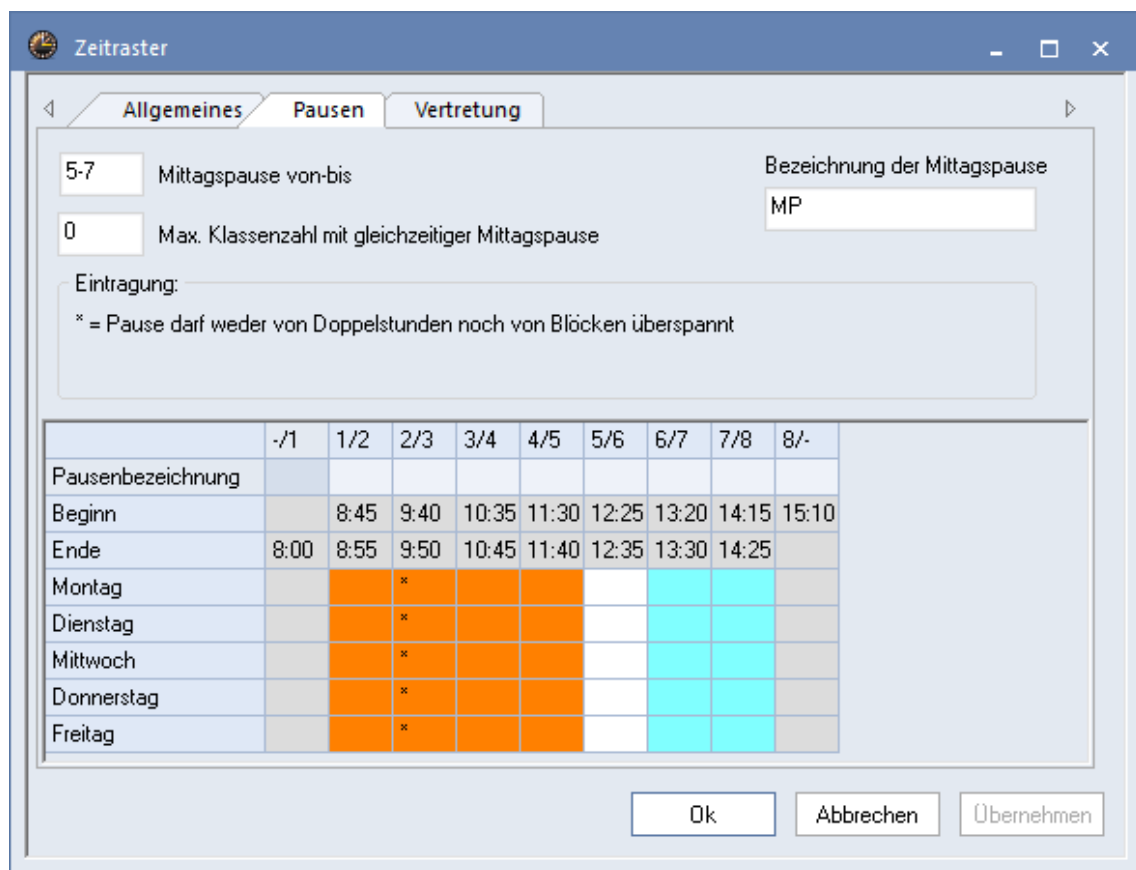 Zeitraster
Allgemeines Pausen Vertretung
5-7 Mittagspause von-bis
Bezeichnung der Mittagspause
MP
0 Max. Klassenzahl mit gleichzeitiger Mittagspause
Eintragung:
* = Pause darf weder von Doppelstunden noch von Blöcken überspannt
-/1 1/2 2/3 3/4 4/5 5/6 6/7 7/8 8/-
Pausenbezeichnung
Beginn 8:45 9:40 10:35 11:30 12:25 13:20 14:15 15:10
Ende 8:00 8:55 9:50 10:45 11:40 12:35 13:30 14:25
Montag *
Dienstag *
Mittwoch *
Donnerstag *
Freitag *
Ok Abbrechen Übernehmen